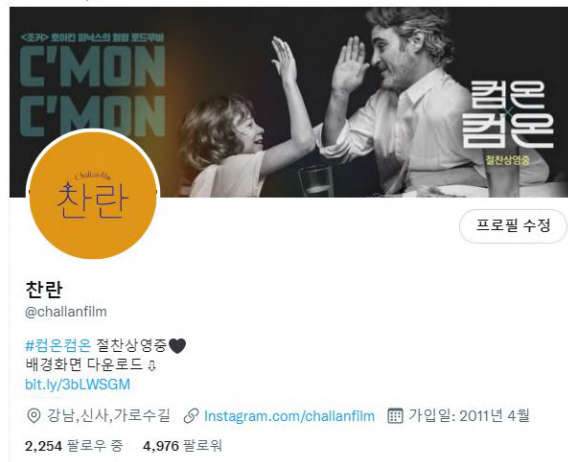 <조커> 호아킨 피닉스의 힐링 로드무비
C'MON
C'MON
컴온
×
컴온
절찬상영중
Challanfilm
찬란
프로필 수정
찬란
@challanfilm
#컴온컴온 절찬상영중🖤
배경화면 다운로드 ⇩
bit.ly/3bLWSGM
강남,신사,가로수길 Instagram.com/challanfilm 가입일: 2011년 4월
2,254 팔로우 중 4,976 팔로워